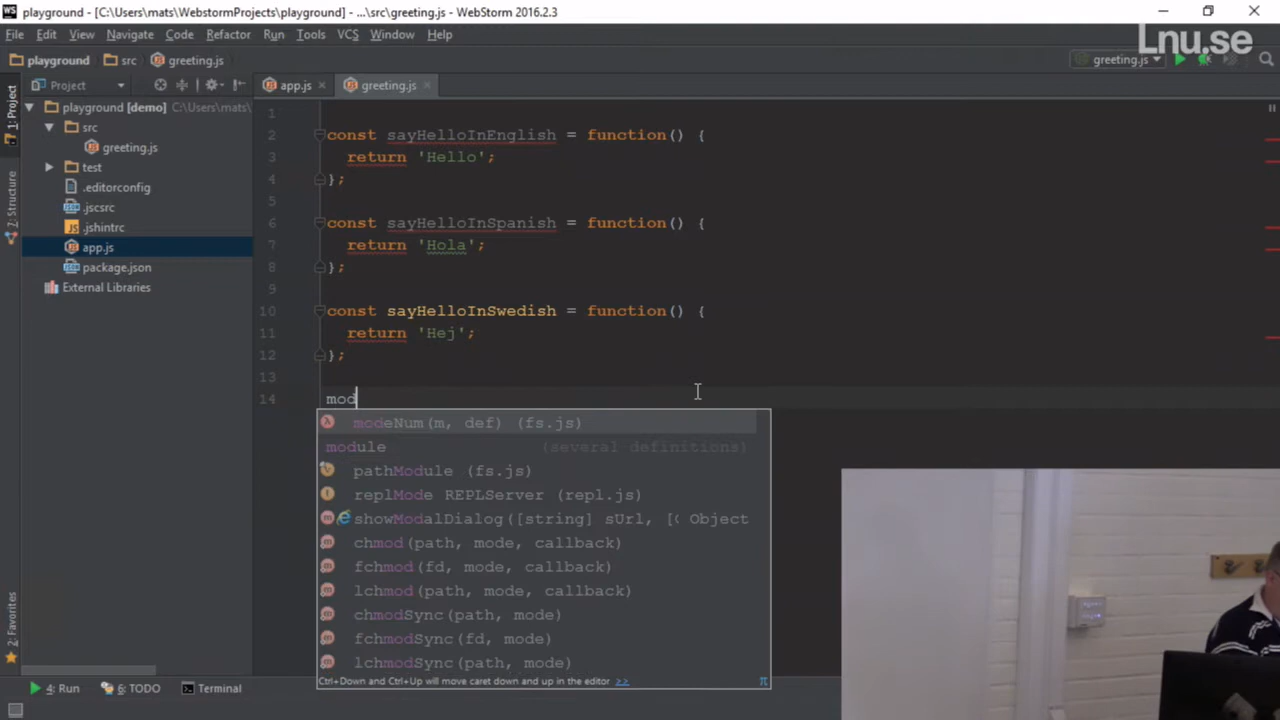 WS playground - [C:\Users\mats\WebstormProjects\playground] - ...\src\greeting.js - WebStorm 2016.2.3
File Edit View Navigate Code Refactor Run Tools VCS Window Help
Lnu.se
playground src greeting.js greeting.js
Project app.js greeting.js
1: Project
7: Structure
2: Favorites
playground [demo] C:\Users\mats\
src
greeting.js
test
.editorconfig
.jscsrc
.jshintrc
app.js
package.json
External Libraries
1
2 const sayHelloInEnglish = function() {
3 return 'Hello';
4 };
5
6 const sayHelloInSpanish = function() {
7 return 'Hola';
8 };
9
10 const sayHelloInSwedish = function() {
11 return 'Hej';
12 };
13
14 mod
modeNum(m, def) (fs.js)
module (several definitions)
pathModule (fs.js)
replMode REPLServer (repl.js)
showModalDialog([string] sUrl, [ Object
chmod(path, mode, callback)
fchmod(fd, mode, callback)
lchmod(path, mode, callback)
chmodSync(path, mode)
fchmodSync(fd, mode)
lchmodSync(path, mode)
Ctrl+Down and Ctrl+Up will move caret down and up in the editor >> π
4: Run 6: TODO Terminal